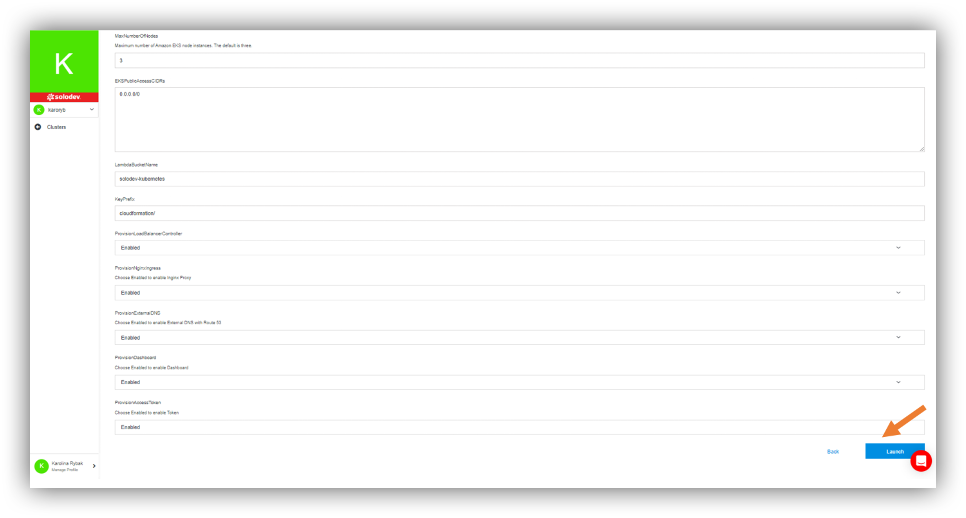 K
solodev
K
karoryb
Clusters
MaxNumberOfNodes
Maximum number of Amazon EKS node instances. The default is three.
3
EKSPublicAccessCIDRs
0.0.0.0/0
LambdaBucketName
solodev-kubernetes
KeyPrefix
cloudformation/
ProvisionLoadBalancerController
Enabled
ProvisionNginxIngress
Choose Enabled to enable Nginx Proxy
Enabled
ProvisionExternalDNS
Choose Enabled to enable External DNS with Route 53
Enabled
ProvisionDashboard
Choose Enabled to enable Dashboard
Enabled
ProvisionAccessToken
Choose Enabled to enable Token
Enabled
Back
Launch
K
Karolina Rybak
Manage Profile